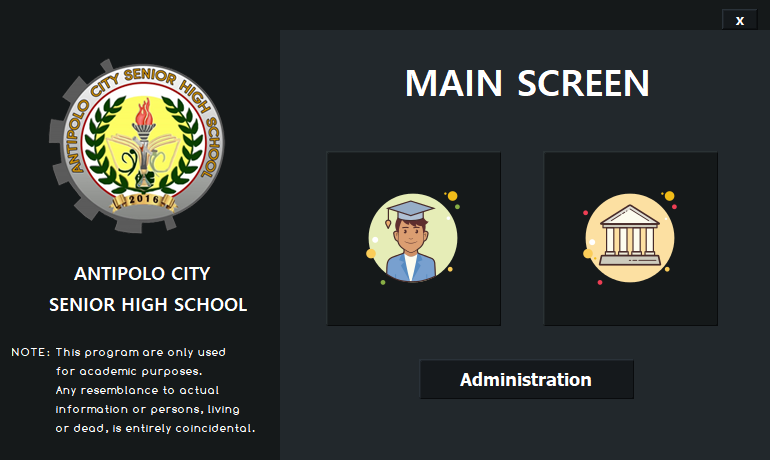 x
ANTIPOLO CITY SENIOR HIGH SCHOOL
2016
MAIN SCREEN
ANTIPOLO CITY
SENIOR HIGH SCHOOL
NOTE: This program are only used
for academic purposes.
Any resemblance to actual
information or persons, living
or dead, is entirely coincidental.
Administration